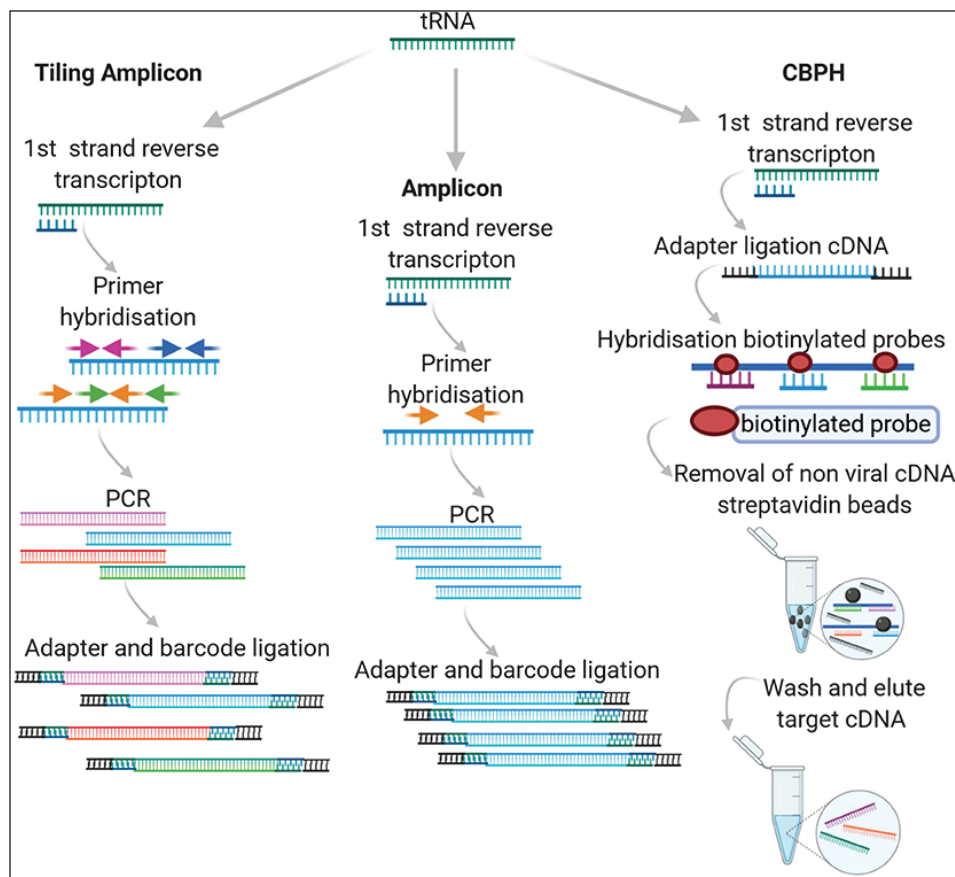 tRNA
Tiling Amplicon
1st strand reverse
transcripton
Primer
hybridisation
PCR
Adapter and barcode ligation
Amplicon
1st strand reverse
transcripton
Primer
hybridisation
PCR
Adapter and barcode ligation
CBPH
1st strand reverse
transcripton
Adapter ligation cDNA
Hybridisation biotinylated probes
biotinylated probe
Removal of non viral cDNA
streptavidin beads
Wash and elute
target cDNA